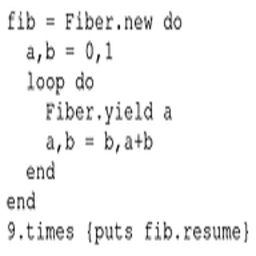 fib = Fiber.new do
  a,b = 0,1
  loop do
    Fiber.yield a
    a,b = b,a+b
  end
end
9.times {puts fib.resume}